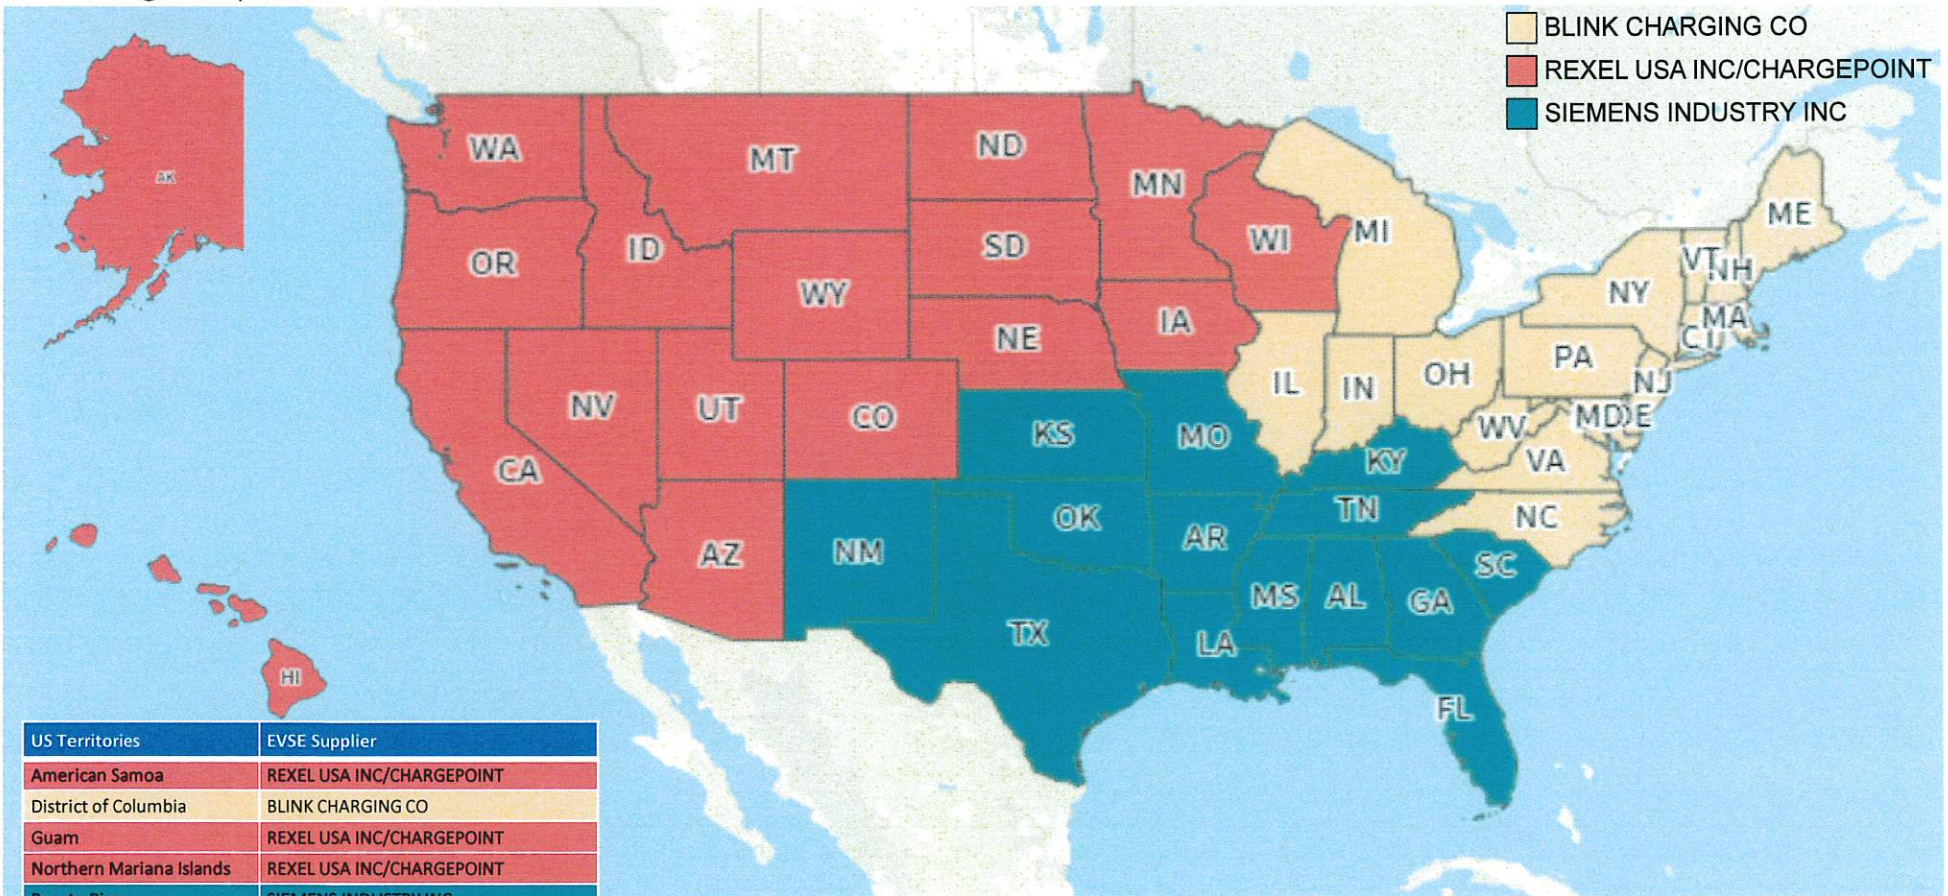 BLINK CHARGING CO
REXEL USA INC/CHARGEPOINT
SIEMENS INDUSTRY INC
AK
HI
WA
MT
ND
MN
OR
ID
SD
WI
MI
WY
NE
IA
NV
UT
CO
CA
AZ
NM
KS
MO
OK
AR
TX
LA
MS
AL
GA
FL
SC
TN
KY
NC
VA
WV
IL
IN
OH
PA
NY
VT
NH
ME
MA
NJ
MD
US Territories EVSE Supplier
American Samoa REXEL USA INC/CHARGEPOINT
District of Columbia BLINK CHARGING CO
Guam REXEL USA INC/CHARGEPOINT
Northern Mariana Islands REXEL USA INC/CHARGEPOINT